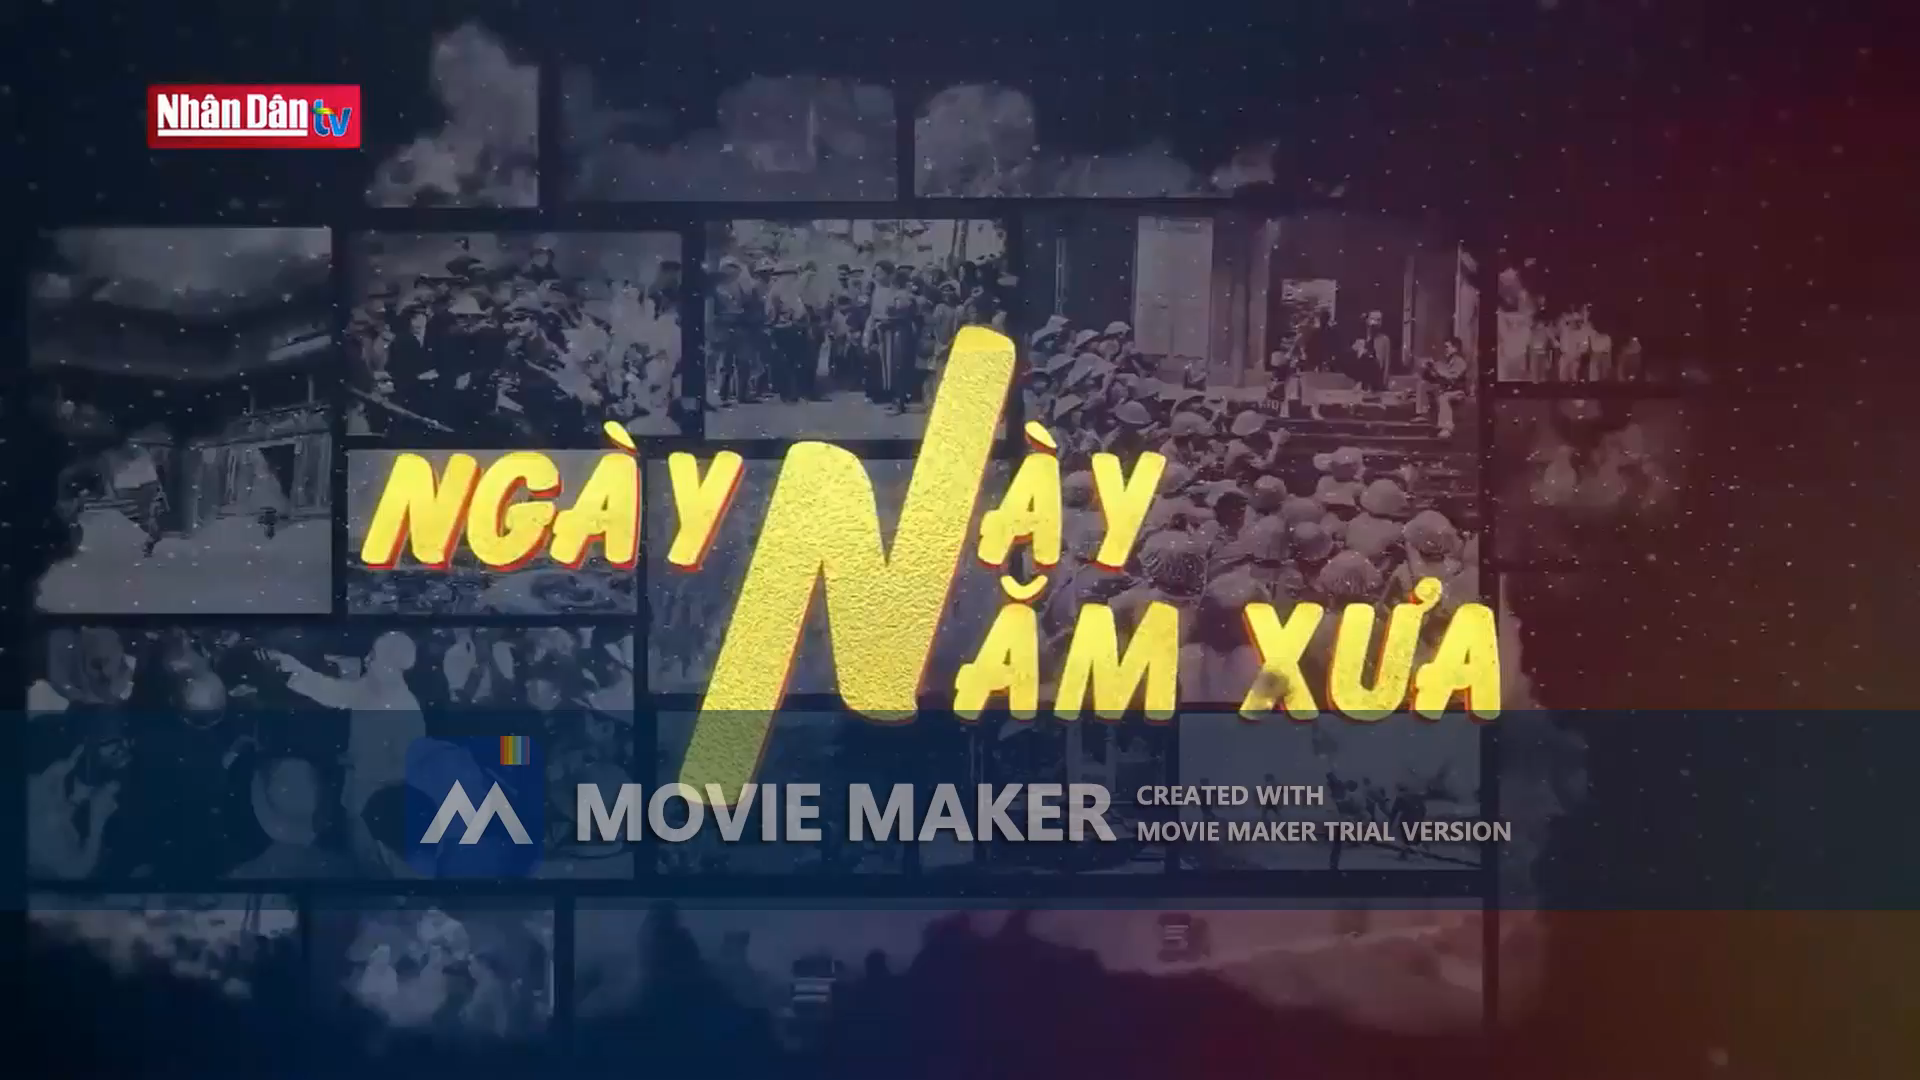 Nhân Dân tv
NGÀY NÀY
NĂM XƯA
MOVIE MAKER
CREATED WITH
MOVIE MAKER TRIAL VERSION